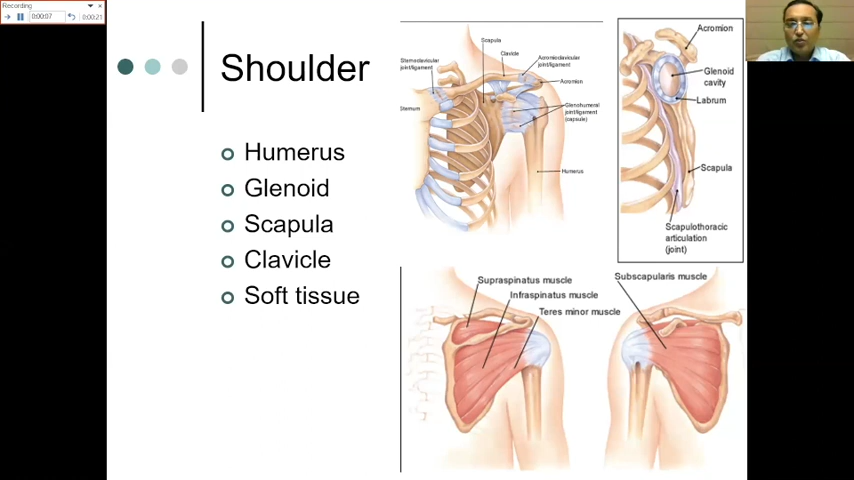 Recording
0:00:07
0:00:21
Shoulder
Humerus
Glenoid
Scapula
Clavicle
Soft tissue
Scapula
Clavicle
Sternoclavicular
joint/ligament
Acromioclavicular
joint/ligament
Acromion
Sternum
Glenohumeral
joint/ligament
(capsule)
Humerus
Acromion
Glenoid
cavity
Labrum
Scapula
Scapulothoracic
articulation
(joint)
Supraspinatus muscle
Infraspinatus muscle
Teres minor muscle
Subscapularis muscle